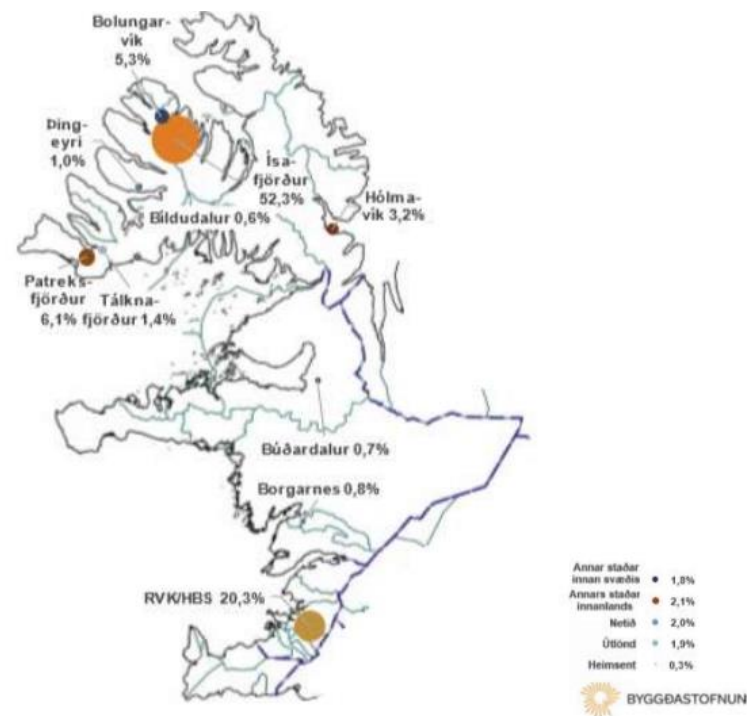 Bolungar-
vík
5,3%
Þing-
eyri
1,0%
Ísa-
fjörður
52,3%
Hólma-
vík 3,2%
Bíldudalur 0,6%
Patreks-
fjörður Tálkna-
6,1% fjörður 1,4%
Búðardalur 0,7%
Borgarnes 0,8%
RVK/HBS 20,3%
Annar staðar
innan svæðis 1,8%
Annars staðar
innanlands 2,1%
Netið 2,0%
Útlönd 1,9%
Heimsent 0,3%
BYGGÐASTOFNUN